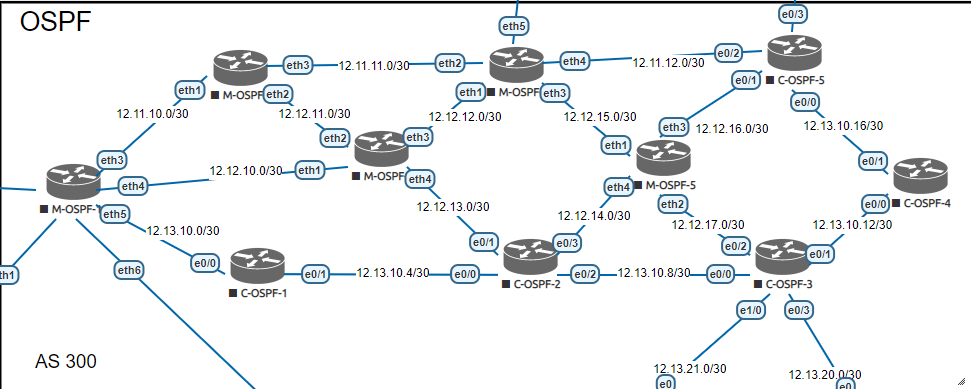 OSPF
e0/3
eth5
eth3
12.11.11.0/30
eth2
eth4
12.11.12.0/30
e0/2
C-OSPF-5
eth1
M-OSPF
eth2
eth1
M-OSPF
eth3
e0/1
e0/0
12.11.10.0/30
12.12.11.0/30
12.12.12.0/30
12.12.15.0/30
eth3
12.12.16.0/30
12.13.10.16/30
eth2
eth3
eth1
eth3
e0/1
eth4
12.12.10.0/30
eth1
M-OSPF
eth4
eth4
M-OSPF-5
e0/0
C-OSPF-4
M-OSPF-
eth5
12.12.13.0/30
12.12.14.0/30
eth2
12.12.17.0/30
12.13.10.12/30
12.13.10.0/30
e0/1
e0/3
e0/2
e0/1
e0/0
e0/1
12.13.10.4/30
e0/0
e0/2
12.13.10.8/30
e0/0
th1
eth6
C-OSPF-1
C-OSPF-2
C-OSPF-3
e1/0
e0/3
AS 300
12.13.21.0/30
12.13.20.0/30
e0
e0